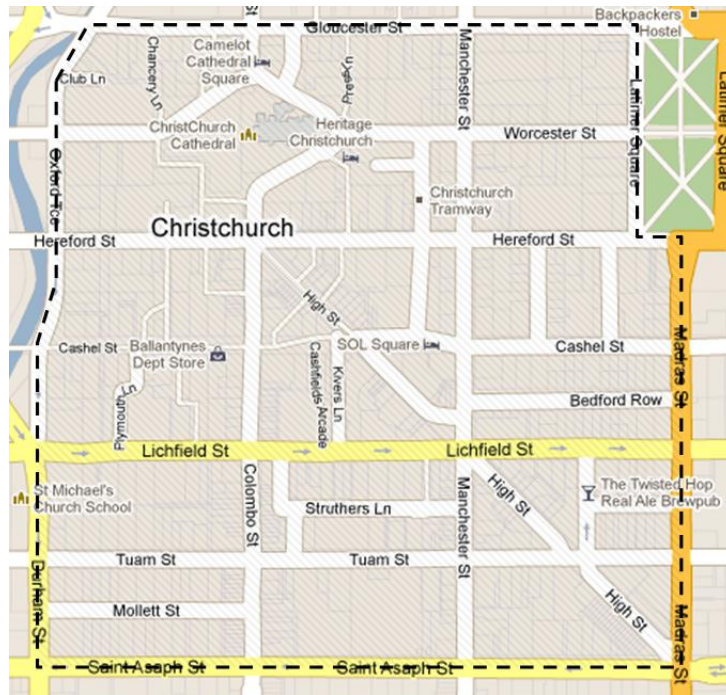 Backpackers
Hostel
St
Gloucester St
Camelot
Cathedral
Square
Chancery Ln
Club Ln
Manchester St
Latimer Square
Latimer Square
ChristChurch
Cathedral
Heritage
Christchurch
Worcester St
Oxford Tce
Christchurch
Tramway
Christchurch
Hereford St
Hereford St
High St
Cashel St
Ballantynes
Dept Store
SOL Square
Cashel St
Madras St
Plymouth Ln
Cashfields Arcade
Kivers Ln
Bedford Row
Lichfield St
Lichfield St
Colombo St
Manchester St
High St
The Twisted Hop
Real Ale Brewpub
St Michael's
Church School
Struthers Ln
Tuam St
Tuam St
Durham St
Mollett St
High St
Madras St
Saint Asaph St
Saint Asaph St